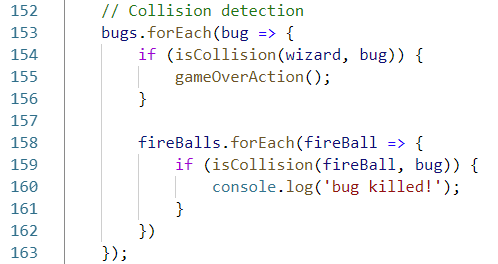 152 // Collision detection
153 bugs.forEach(bug => {
154 if (isCollision(wizard, bug)) {
155 gameOverAction();
156 }
157
158 fireBalls.forEach(fireBall => {
159 if (isCollision(fireBall, bug)) {
160 console.log('bug killed!');
161 }
162 })
163 });